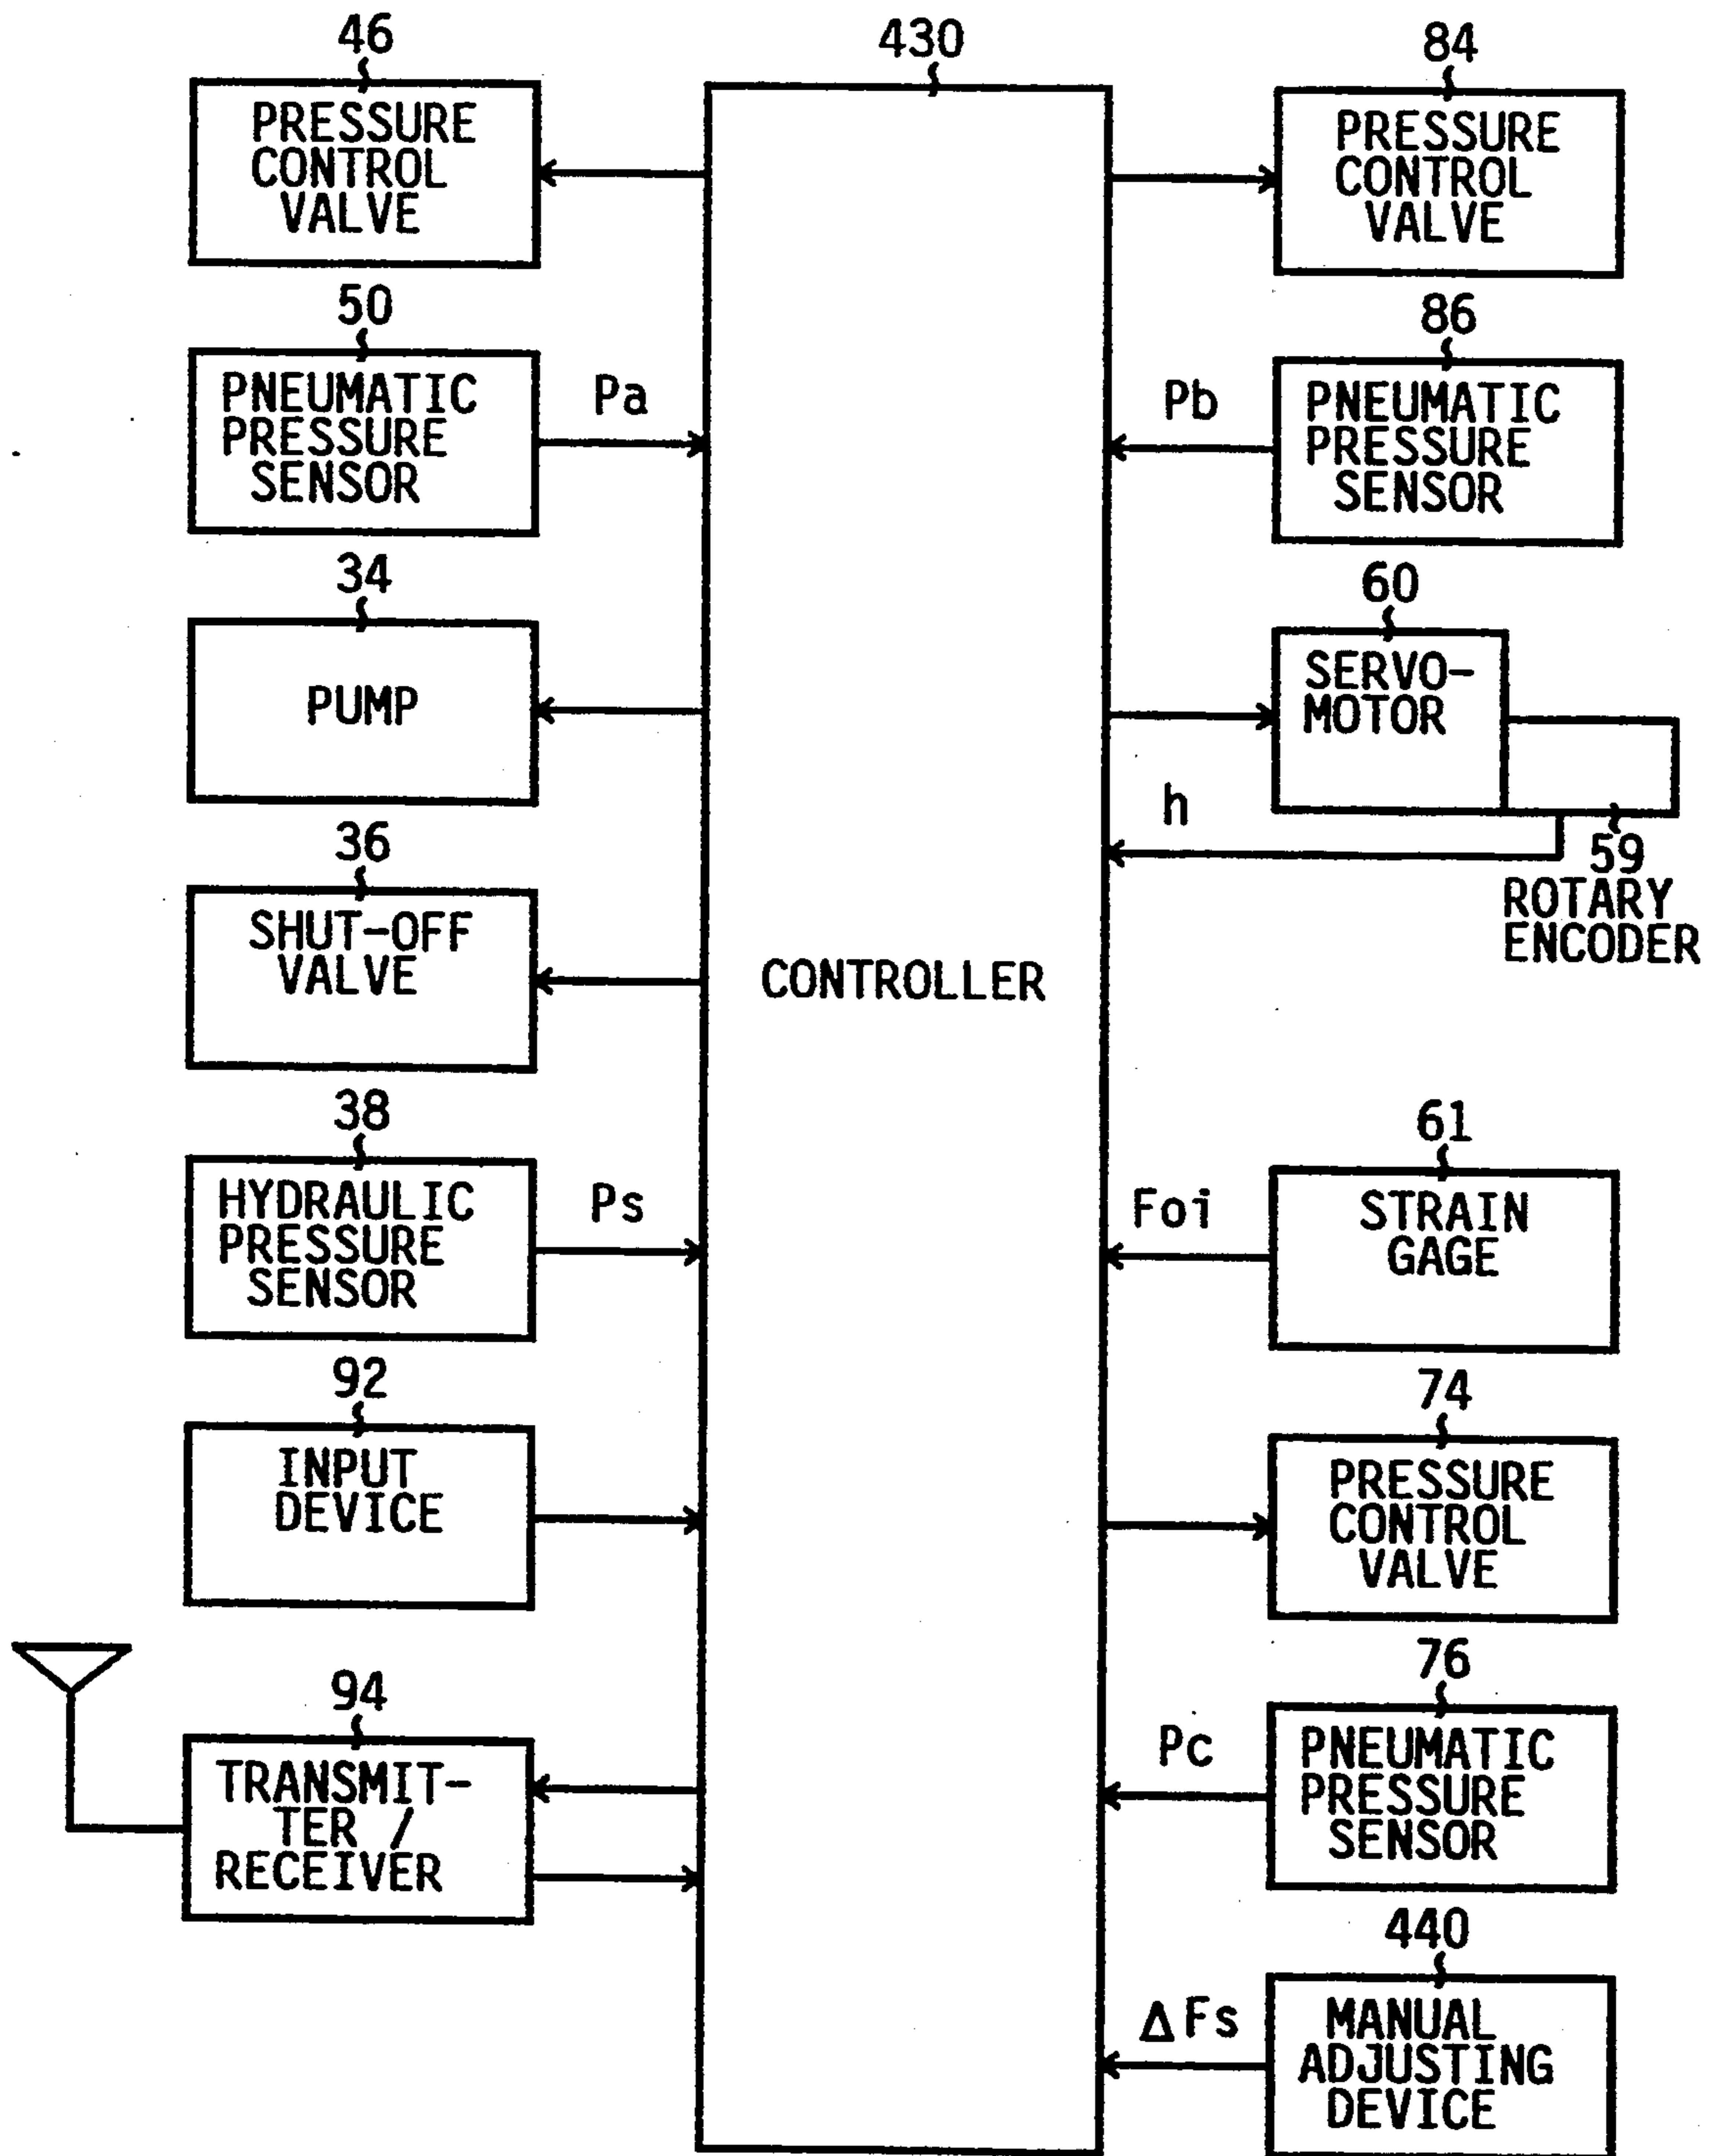 46
PRESSURE
CONTROL
VALVE
50
PNEUMATIC
PRESSURE
SENSOR
Pa
34
PUMP
36
SHUT-OFF
VALVE
38
HYDRAULIC
PRESSURE
SENSOR
Ps
92
INPUT
DEVICE
94
TRANSMIT-
TER /
RECEIVER
430
CONTROLLER
84
PRESSURE
CONTROL
VALVE
86
Pb
PNEUMATIC
PRESSURE
SENSOR
60
SERVO-
MOTOR
h
59
ROTARY
ENCODER
61
Foi
STRAIN
GAGE
74
PRESSURE
CONTROL
VALVE
76
Pc
PNEUMATIC
PRESSURE
SENSOR
440
ΔFs
MANUAL
ADJUSTING
DEVICE